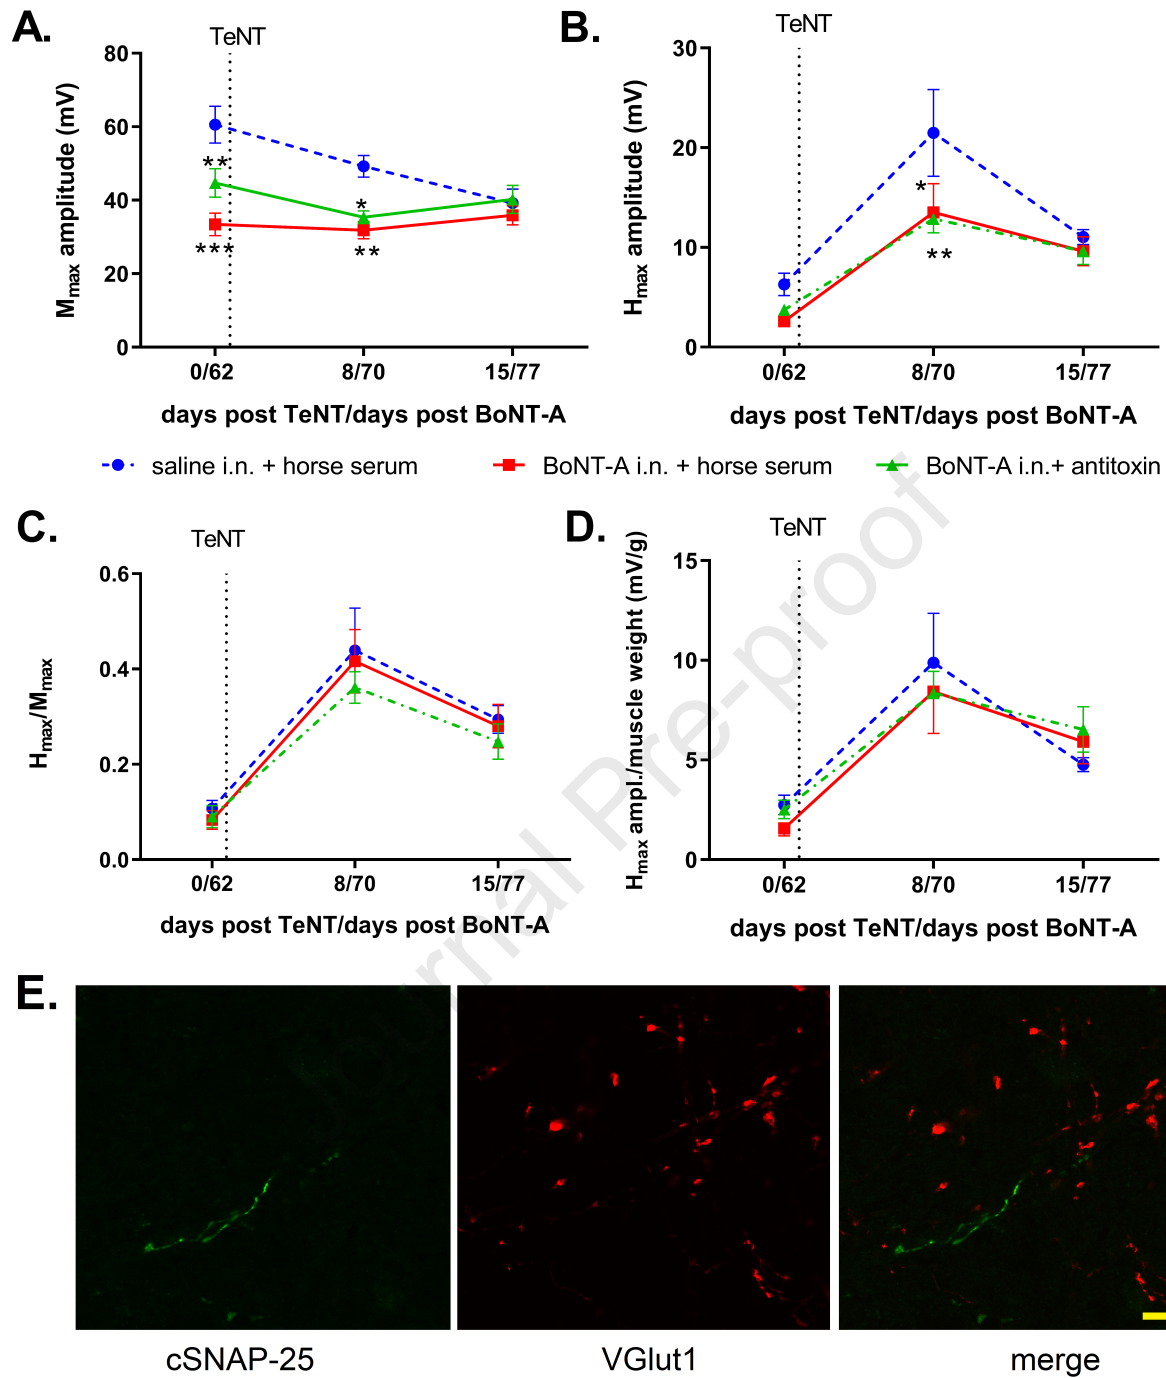 A.
TeNT
80
60
40
20
0
**
***
*
**
Mmax amplitude (mV)
0/62 8/70 15/77
days post TeNT/days post BoNT-A
B.
TeNT
30
20
10
0
*
**
Hmax amplitude (mV)
0/62 8/70 15/77
days post TeNT/days post BoNT-A
saline i.n. + horse serum BoNT-A i.n. + horse serum BoNT-A i.n.+ antitoxin
C.
TeNT
0.6
0.4
0.2
0.0
Hmax/Mmax
0/62 8/70 15/77
days post TeNT/days post BoNT-A
D.
TeNT
15
10
5
0
Hmax ampl./muscle weight (mV/g)
0/62 8/70 15/77
days post TeNT/days post BoNT-A
Journal Pre-proof
E.
cSNAP-25 VGlut1 merge